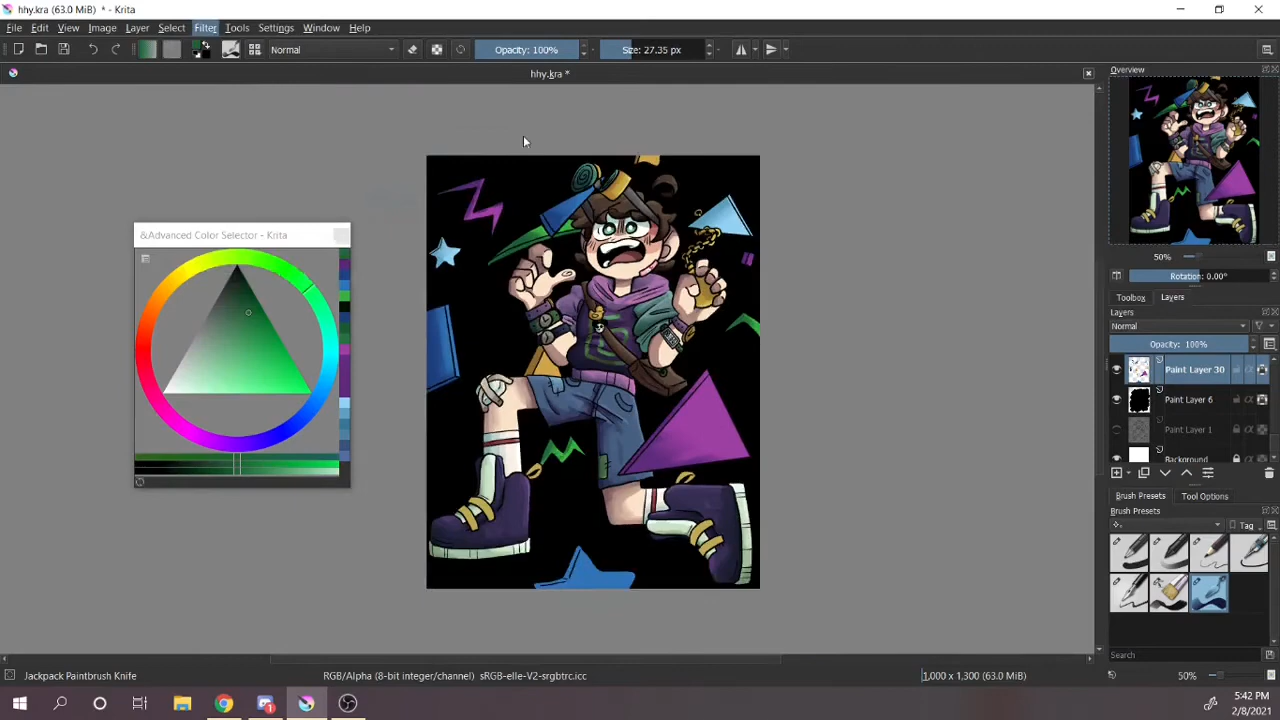 hhy.kra (63.0 MiB) * - Krita
File Edit View Image Layer Select Filter Tools Settings Window Help
Normal Opacity: 100% Size: 27.35 px
hhy.kra *
Overview
50%
Rotation: 0.00°
Toolbox Layers
Layers
Normal
Opacity: 100%
Paint Layer 30
Paint Layer 6
Paint Layer 1
Background
Brush Presets Tool Options
Brush Presets
Tag
Search
&Advanced Color Selector - Krita
Jackpack Paintbrush Knife RGB/Alpha (8-bit integer/channel) sRGB-elle-V2-srgbtrc.icc 1,000 x 1,300 (63.0 MiB) 50%
5:42 PM
2/8/2021